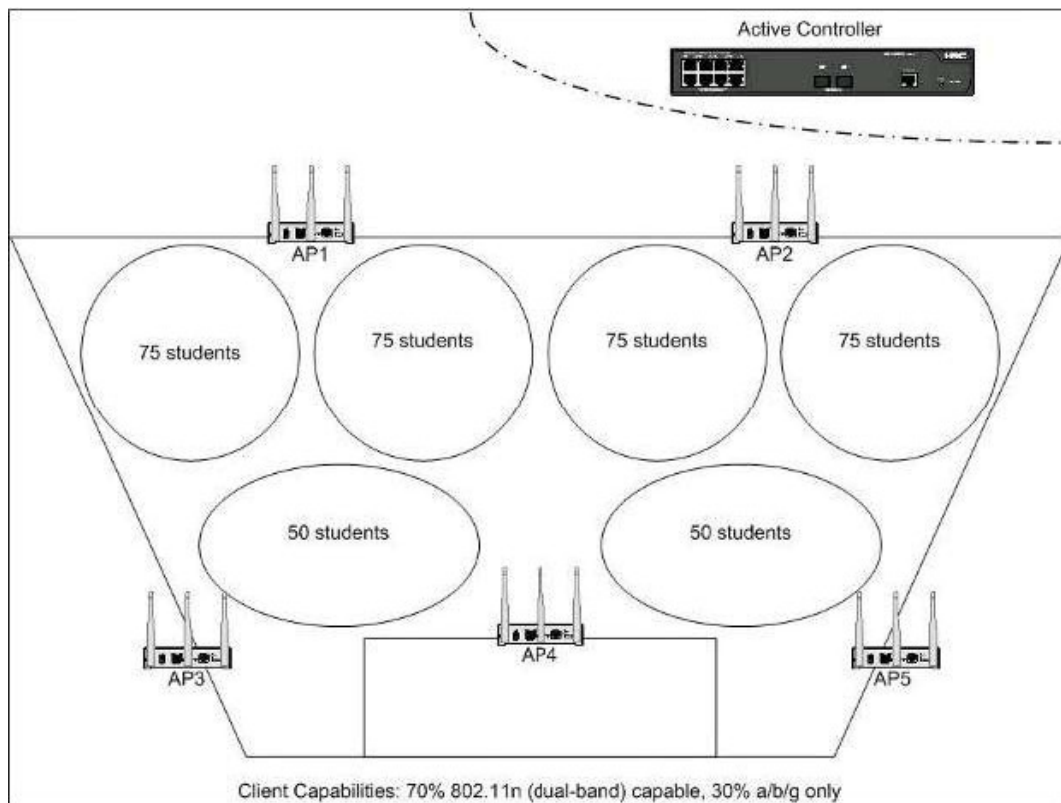 Active Controller
H3C
AP1
AP2
75 students
75 students
75 students
75 students
50 students
50 students
AP3
AP4
AP5
Client Capabilities: 70% 802.11n (dual-band) capable, 30% a/b/g only